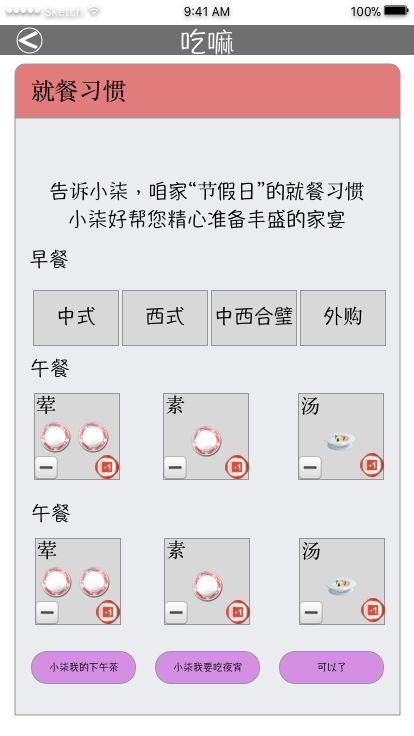 Sketch
9:41 AM
100%
吃嘛
就餐习惯
告诉小柒，咱家“节假日”的就餐习惯
小柒好帮您精心准备丰盛的家宴
早餐
中式
西式
中西合璧
外购
午餐
荤
素
汤
+1
+1
+1
午餐
荤
素
汤
+1
+1
+1
小柒我的下午茶
小柒我要吃夜宵
可以了